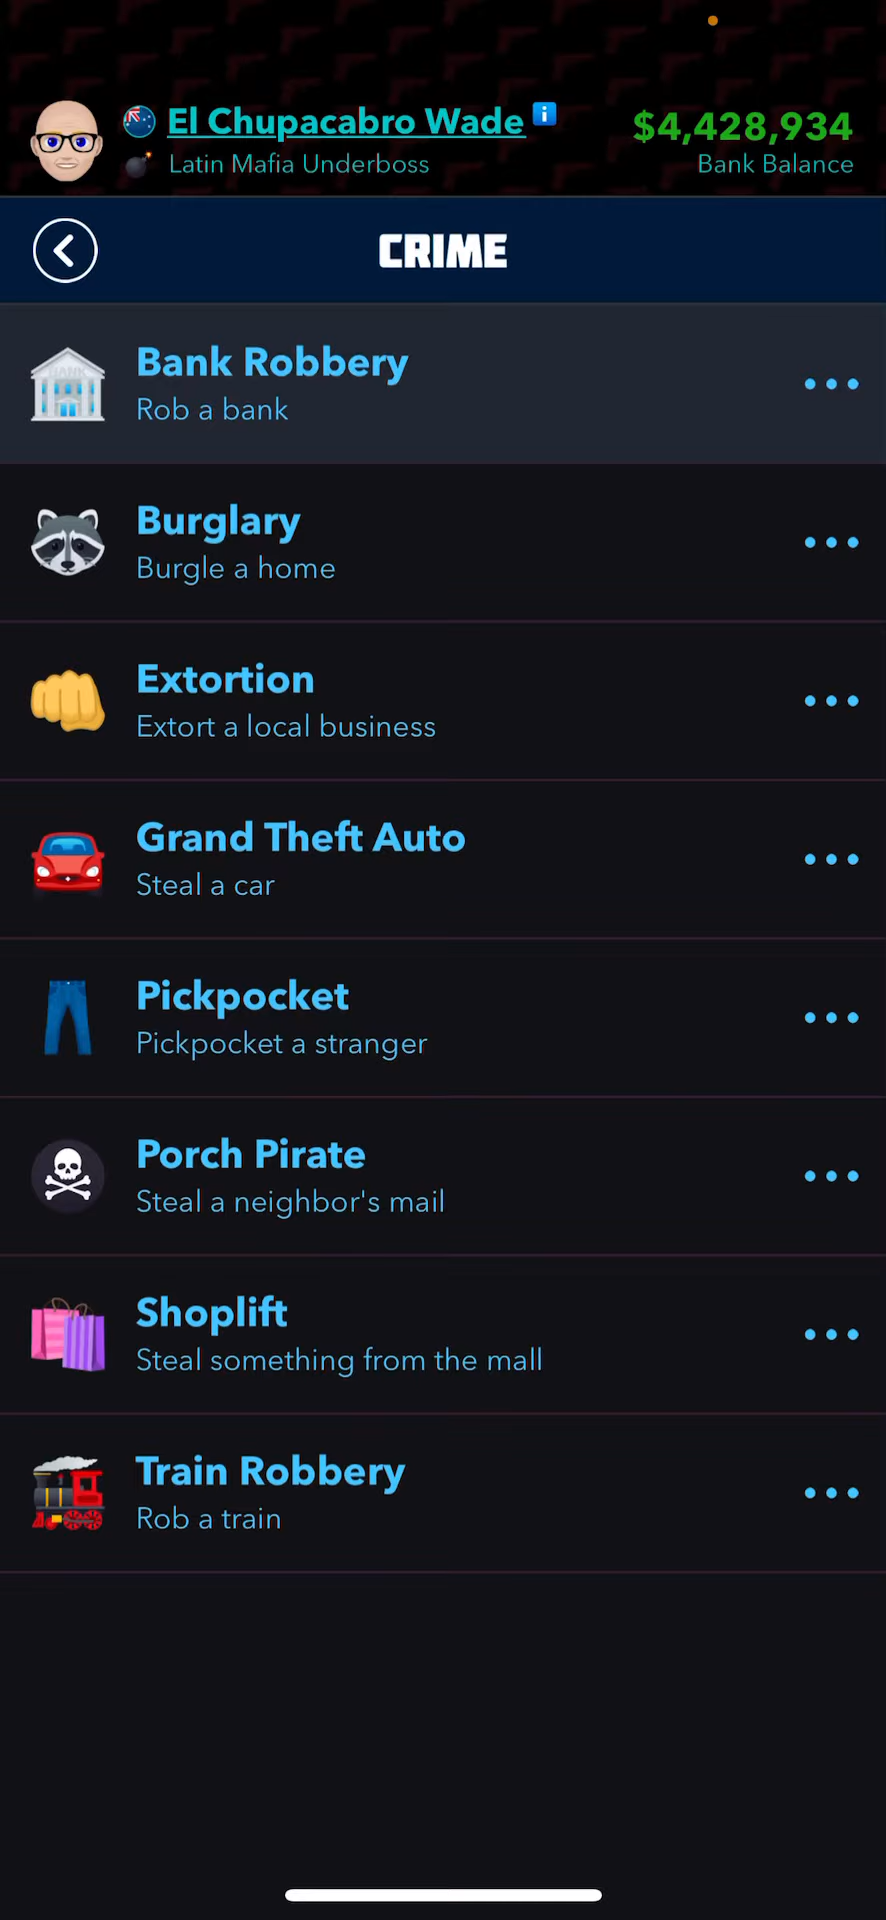 El Chupacabro Wade i
$4,428,934
Latin Mafia Underboss
Bank Balance
CRIME
BANK
Bank Robbery
Rob a bank
Burglary
Burgle a home
Extortion
Extort a local business
Grand Theft Auto
Steal a car
Pickpocket
Pickpocket a stranger
Porch Pirate
Steal a neighbor's mail
Shoplift
Steal something from the mall
Train Robbery
Rob a train